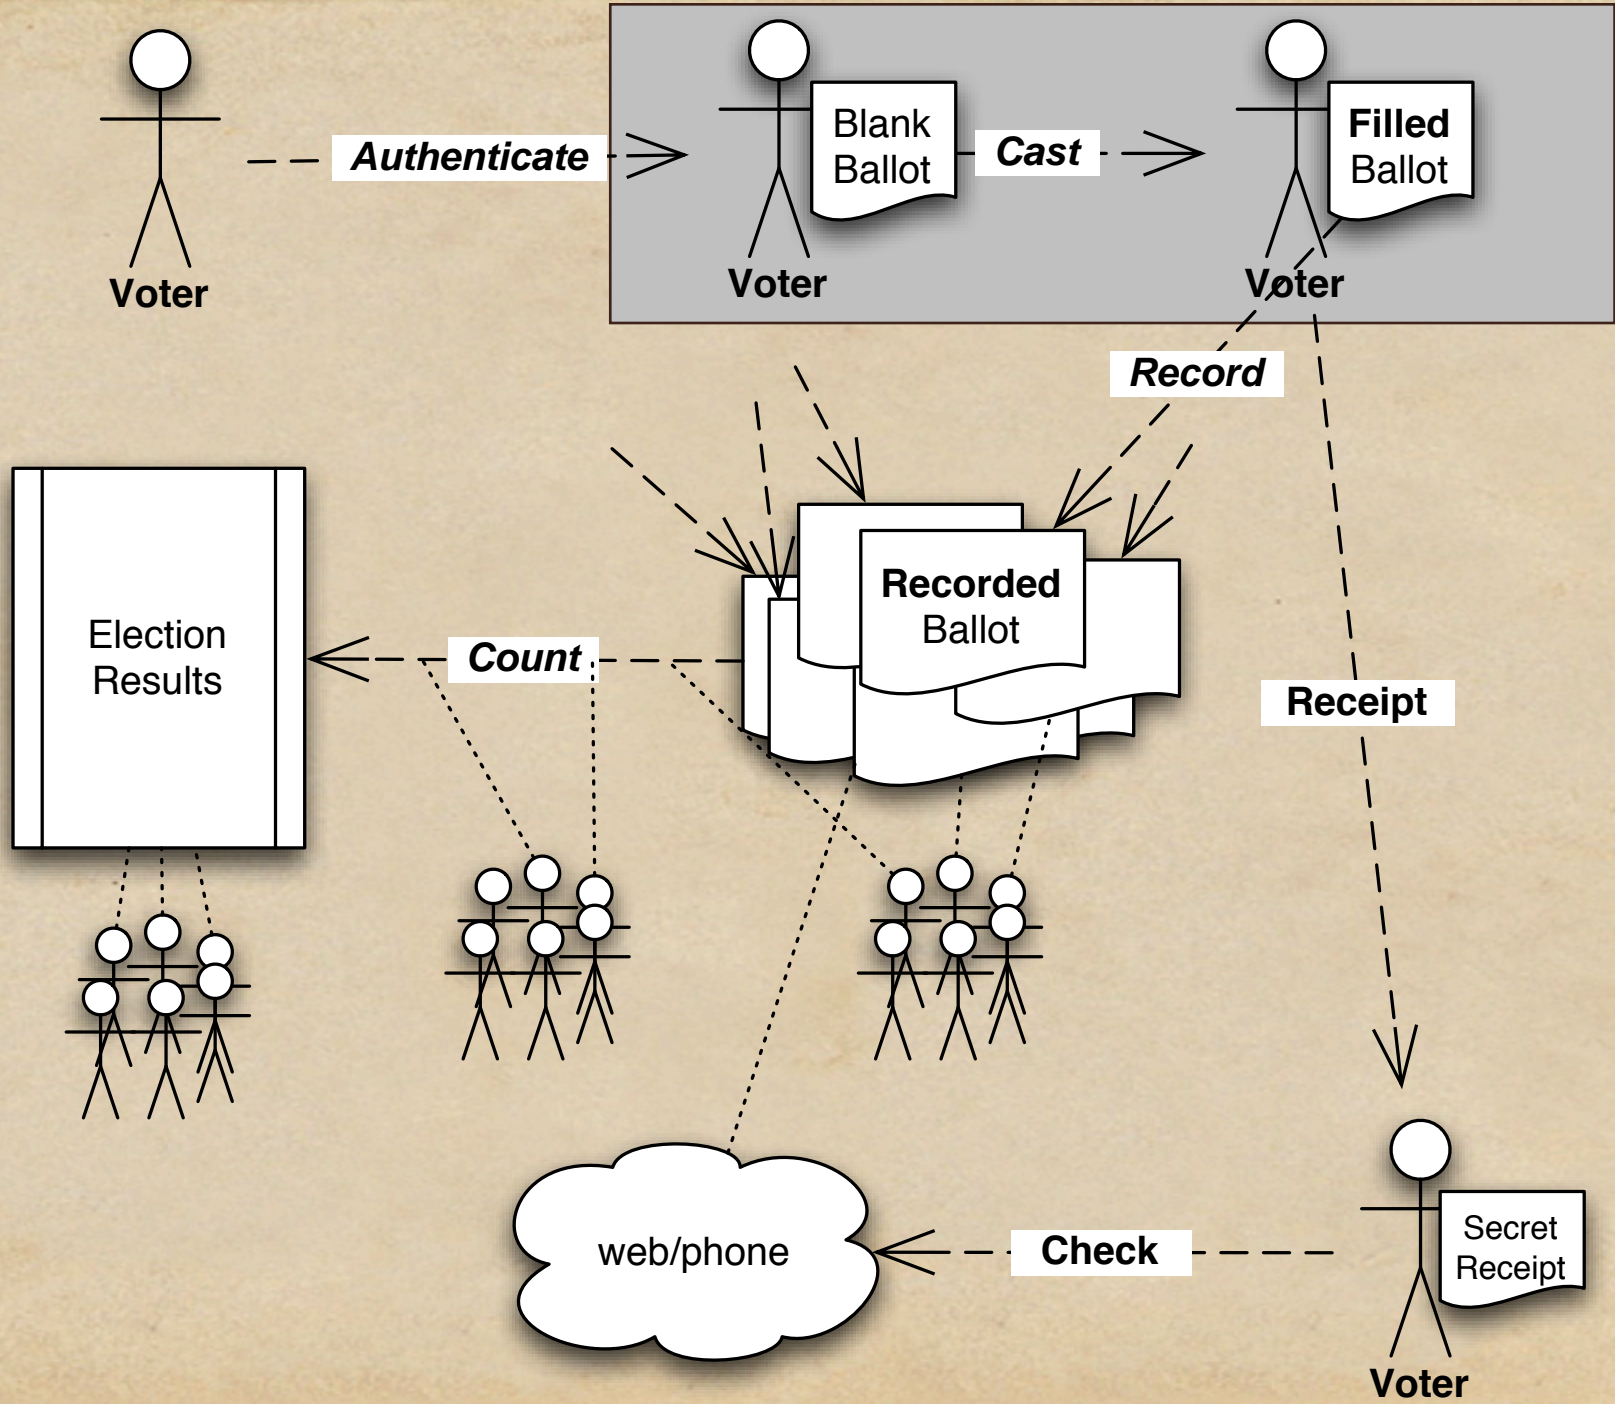 Authenticate
Voter
Blank
Ballot
Voter
Cast
Filled
Ballot
Voter
Record
Recorded
Ballot
Count
Election
Results
Receipt
web/phone
Check
Secret
Receipt
Voter